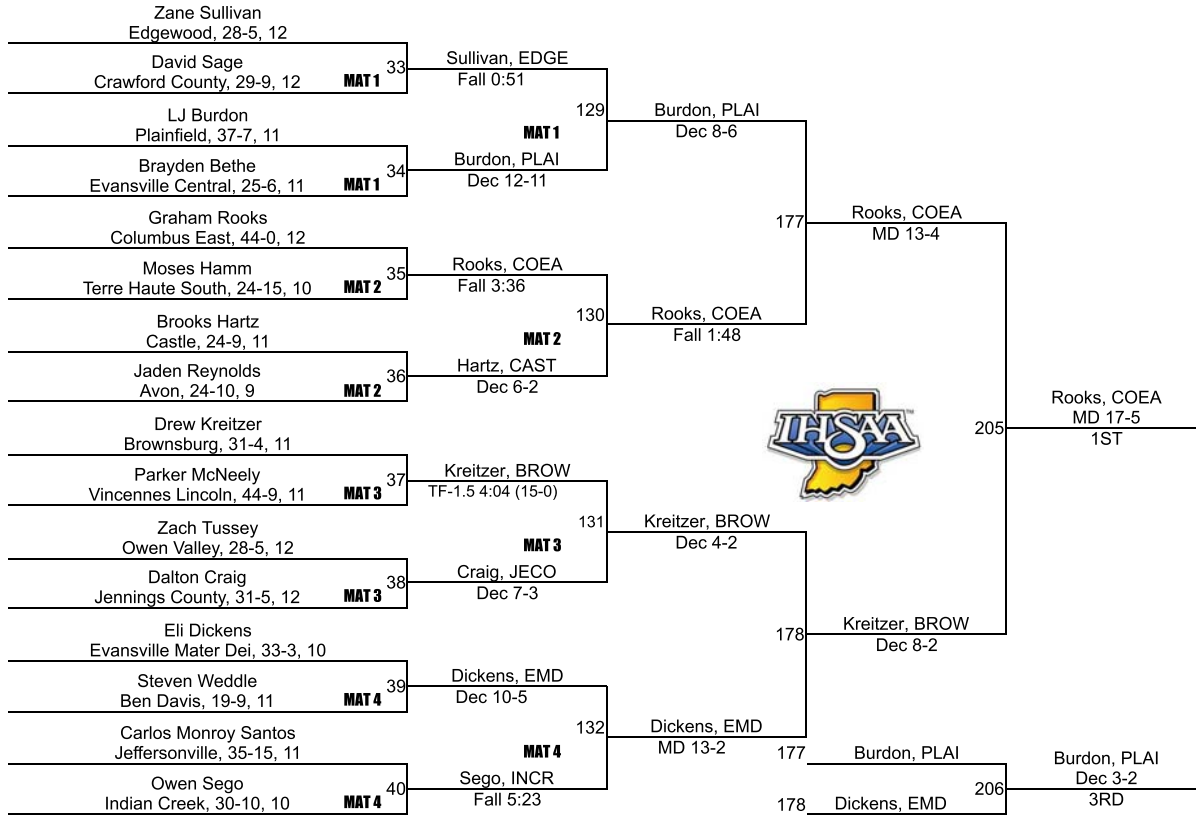 Zane Sullivan
Edgewood, 28-5, 12
David Sage
Crawford County, 29-9, 12
MAT 1
33
LJ Burdon
Plainfield, 37-7, 11
Brayden Bethe
Evansville Central, 25-6, 11
MAT 1
34
Graham Rooks
Columbus East, 44-0, 12
Moses Hamm
Terre Haute South, 24-15, 10
MAT 2
35
Brooks Hartz
Castle, 24-9, 11
Jaden Reynolds
Avon, 24-10, 9
MAT 2
36
Drew Kreitzer
Brownsburg, 31-4, 11
Parker McNeely
Vincennes Lincoln, 44-9, 11
MAT 3
37
Zach Tussey
Owen Valley, 28-5, 12
Dalton Craig
Jennings County, 31-5, 12
MAT 3
38
Eli Dickens
Evansville Mater Dei, 33-3, 10
Steven Weddle
Ben Davis, 19-9, 11
MAT 4
39
Carlos Monroy Santos
Jeffersonville, 35-15, 11
Owen Sego
Indian Creek, 30-10, 10
MAT 4
40
Sullivan, EDGE
Fall 0:51
129
MAT 1
Burdon, PLAI
Dec 12-11
Rooks, COEA
Fall 3:36
130
MAT 2
Hartz, CAST
Dec 6-2
Kreitzer, BROW
TF-1.5 4:04 (15-0)
131
MAT 3
Craig, JECO
Dec 7-3
Dickens, EMD
Dec 10-5
132
MAT 4
Sego, INCR
Fall 5:23
Burdon, PLAI
Dec 8-6
177
Rooks, COEA
Fall 1:48
Kreitzer, BROW
Dec 4-2
178
Dickens, EMD
MD 13-2
Rooks, COEA
MD 13-4
IHSAA
TM
205
Kreitzer, BROW
Dec 8-2
Rooks, COEA
MD 17-5
1ST
177
Burdon, PLAI
206
178
Dickens, EMD
Burdon, PLAI
Dec 3-2
3RD